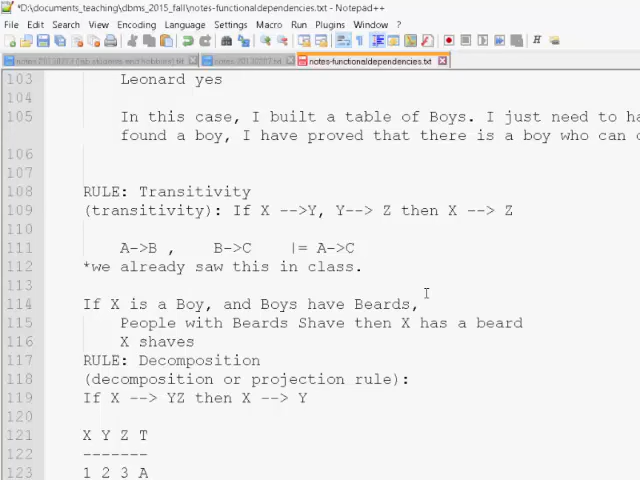 *D:\documents_teaching\dbms_2015_fall\notes-functionaldependencies.txt - Notepad++
File Edit Search View Encoding Language Settings Macro Run Plugins Window ?
notes-functionaldependencies.txt
103 Leonard yes
104
105 In this case, I built a table of Boys. I just need to ha
found a boy, I have proved that there is a boy who can
106
107
108 RULE: Transitivity
109 (transitivity): If X -->Y, Y--> Z then X --> Z
110
111 A->B , B->C |= A->C
112 *we already saw this in class.
113
114 If X is a Boy, and Boys have Beards,
115 People with Beards Shave then X has a beard
116 X shaves
117 RULE: Decomposition
118 (decomposition or projection rule):
119 If X --> YZ then X --> Y
120
121 X Y Z T
122 -------
123 1 2 3 A